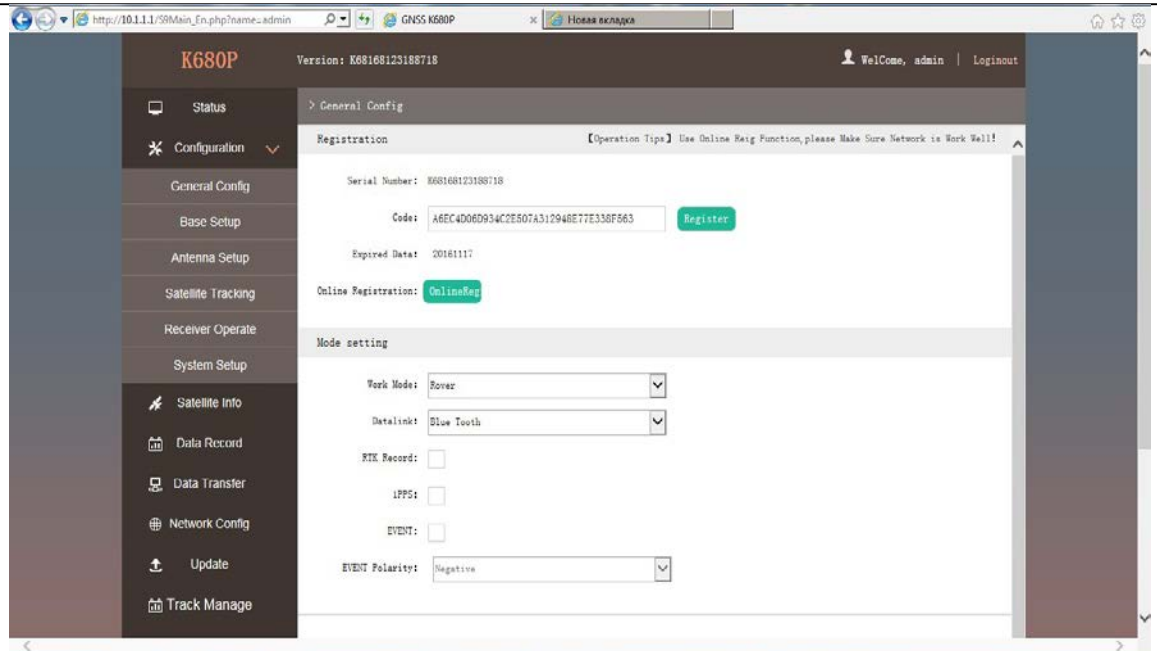 http://10.1.1.1/S9Main_En.php?name=admin
GNSS K680P
Новая вкладка
K680P
Version: K68168123188718
WelCome, admin | Loginout
Status
Configuration
General Config
Base Setup
Antenna Setup
Satellite Tracking
Receiver Operate
System Setup
Satellite Info
Data Record
Data Transfer
Network Config
Update
Track Manage
> General Config
Registration
【Operation Tips】 Use Online Reig Function,please Make Sure Network is Work Well!
Serial Number: K68168123188718
Code: A6EC4D06D934C2E507A312948E77E338F563 Register
Expired Data: 20161117
Online Registration: OnlineReg
Mode setting
Work Mode: Rover
Datalink: Blue Tooth
RTK Record:
1PPS:
EVENT:
EVENT Polarity: Negative